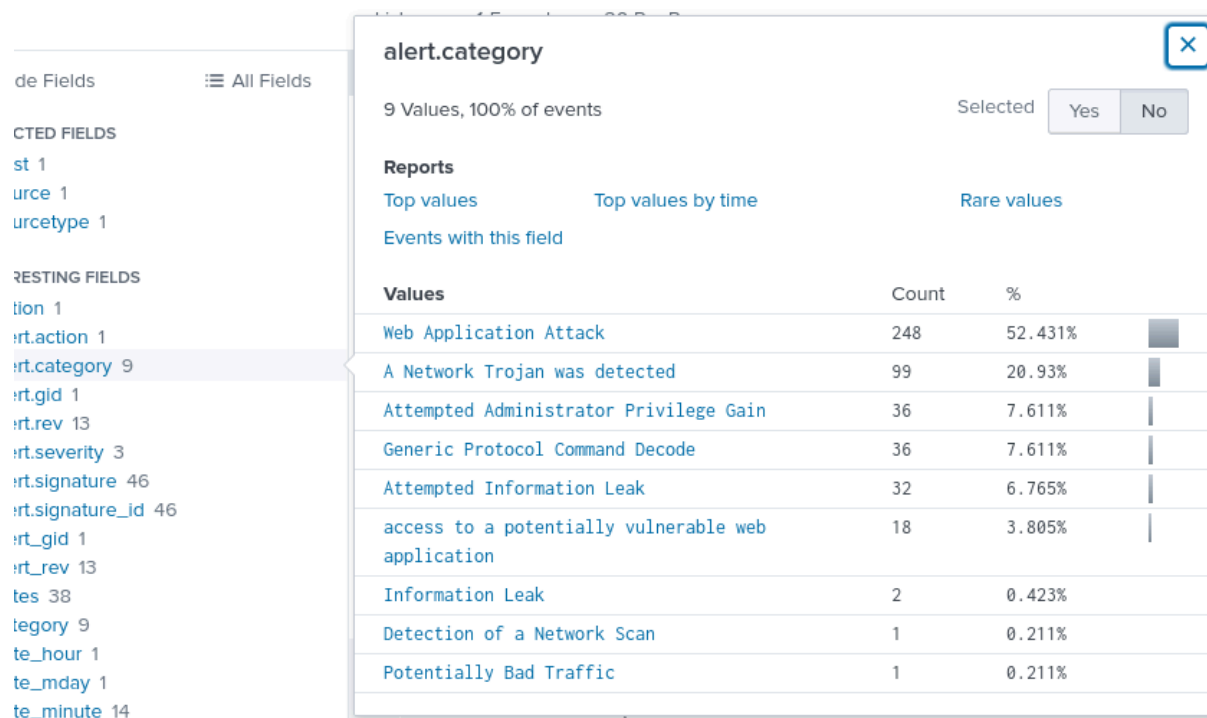 de Fields
All Fields
CTED FIELDS
st 1
urce 1
urcetype 1
RESTING FIELDS
tion 1
ert.action 1
ert.category 9
ert.gid 1
ert.rev 13
ert.severity 3
ert.signature 46
ert.signature_id 46
ert_gid 1
ert_rev 13
tes 38
tegory 9
te_hour 1
te_mday 1
te_minute 14
alert.category
9 Values, 100% of events
Selected Yes No
Reports
Top values Top values by time Rare values
Events with this field
Values Count %
Web Application Attack 248 52.431%
A Network Trojan was detected 99 20.93%
Attempted Administrator Privilege Gain 36 7.611%
Generic Protocol Command Decode 36 7.611%
Attempted Information Leak 32 6.765%
access to a potentially vulnerable web 18 3.805%
application
Information Leak 2 0.423%
Detection of a Network Scan 1 0.211%
Potentially Bad Traffic 1 0.211%